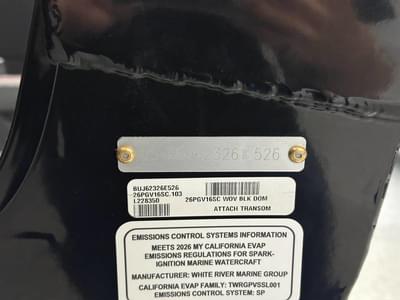 2326E 526
BUJ62326E526
26PGV16SC.103
L228350
26PGV16SC WDV BLK DOM
ATTACH TRANSOM
EMISSIONS CONTROL SYSTEMS INFORMATION
MEETS 2026 MY CALIFORNIA EVAP
EMISSIONS REGULATIONS FOR SPARK-
IGNITION MARINE WATERCRAFT
MANUFACTURER: WHITE RIVER MARINE GROUP
CALIFORNIA EVAP FAMILY: TWRGPVSSL001
EMISSIONS CONTROL SYSTEM: SP